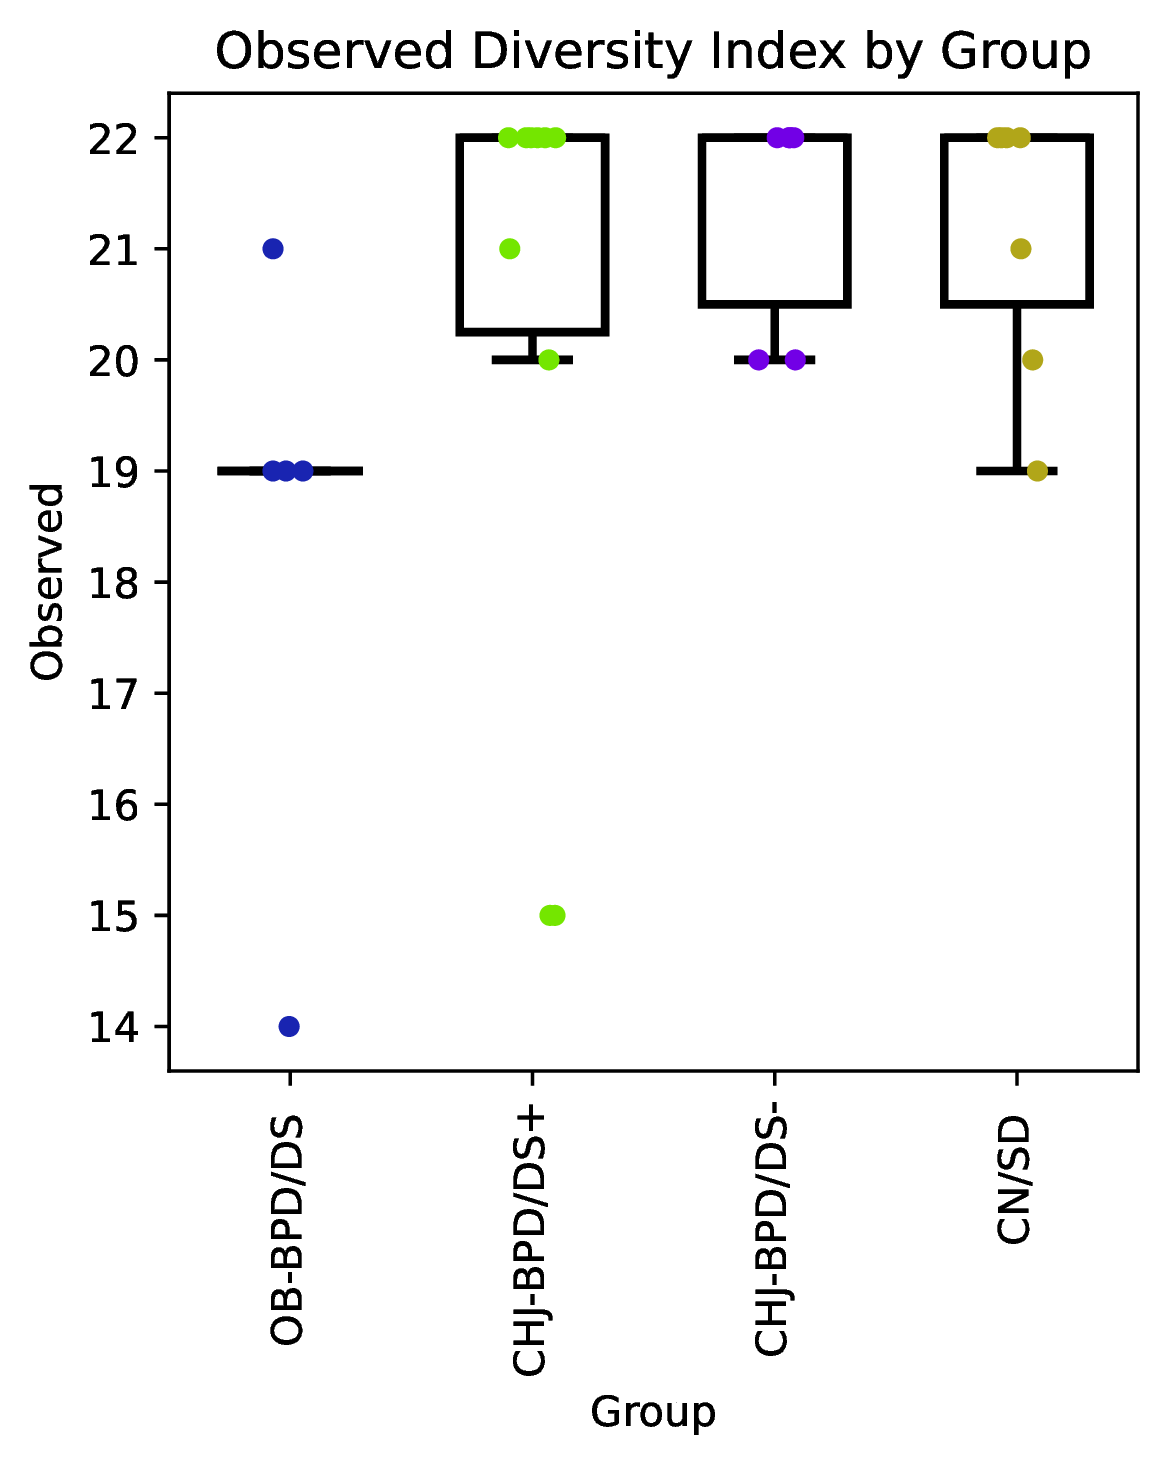 Observed Diversity Index by Group
22
21
20
19
18
17
16
15
14
Observed
OB-BPD/DS
CHJ-BPD/DS+
CHJ-BPD/DS-
CN/SD
Group